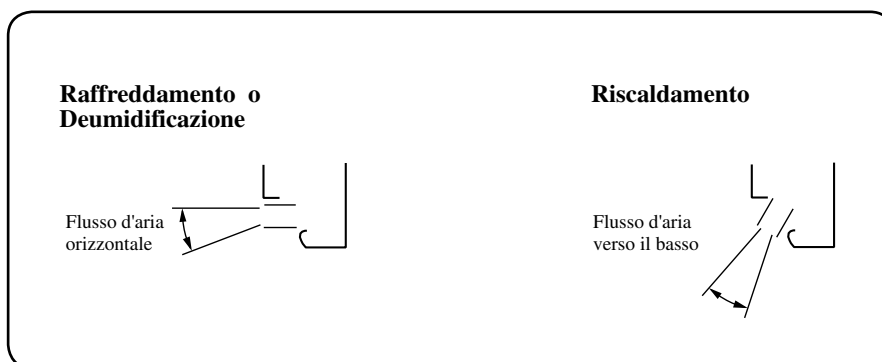 Raffreddamento o
Deumidificazione
Flusso d'aria
orizzontale
Riscaldamento
Flusso d'aria
verso il basso